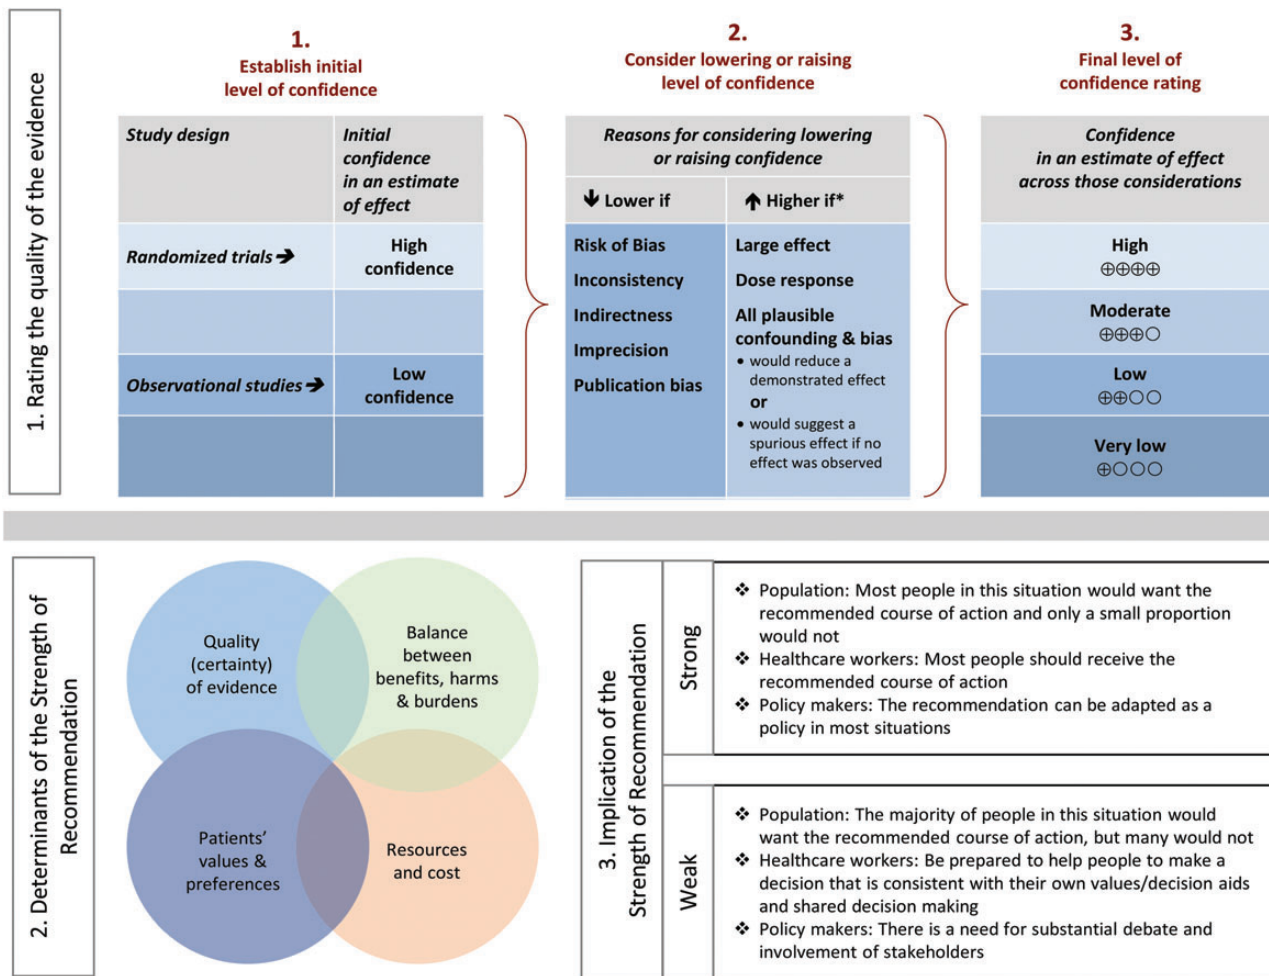 1. Rating the quality of the evidence
1.
Establish initial
level of confidence
Study design
Initial
confidence
in an estimate
of effect
Randomized trials ➔
High
confidence
Observational studies ➔
Low
confidence
2.
Consider lowering or raising
level of confidence
Reasons for considering lowering
or raising confidence
🡻 Lower if
🡹 Higher if*
Risk of Bias
Inconsistency
Indirectness
Imprecision
Publication bias
Large effect
Dose response
All plausible
confounding & bias
• would reduce a
demonstrated effect
or
• would suggest a
spurious effect if no
effect was observed
3.
Final level of
confidence rating
Confidence
in an estimate of effect
across those considerations
High
⊕⊕⊕⊕
Moderate
⊕⊕⊕○
Low
⊕⊕○○
Very low
⊕○○○
2. Determinants of the Strength of
Recommendation
Quality
(certainty)
of evidence
Balance
between
benefits, harms
& burdens
Patients’
values &
preferences
Resources
and cost
3. Implication of the
Strength of Recommendation
Strong
❖ Population: Most people in this situation would want the
recommended course of action and only a small proportion
would not
❖ Healthcare workers: Most people should receive the
recommended course of action
❖ Policy makers: The recommendation can be adapted as a
policy in most situations
Weak
❖ Population: The majority of people in this situation would
want the recommended course of action, but many would not
❖ Healthcare workers: Be prepared to help people to make a
decision that is consistent with their own values/decision aids
and shared decision making
❖ Policy makers: There is a need for substantial debate and
involvement of stakeholders